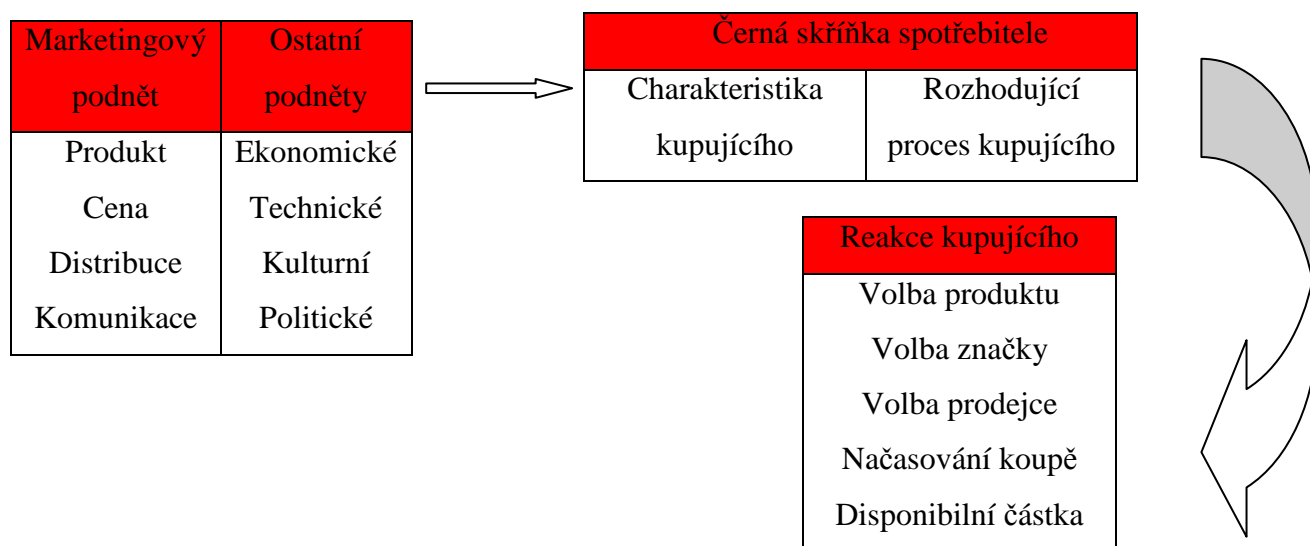 Marketingový
podnět
Ostatní
podněty
Produkt
Cena
Distribuce
Komunikace
Ekonomické
Technické
Kulturní
Politické
Černá skříňka spotřebitele
Charakteristika
kupujícího
Rozhodující
proces kupujícího
Reakce kupujícího
Volba produktu
Volba značky
Volba prodejce
Načasování koupě
Disponibilní částka